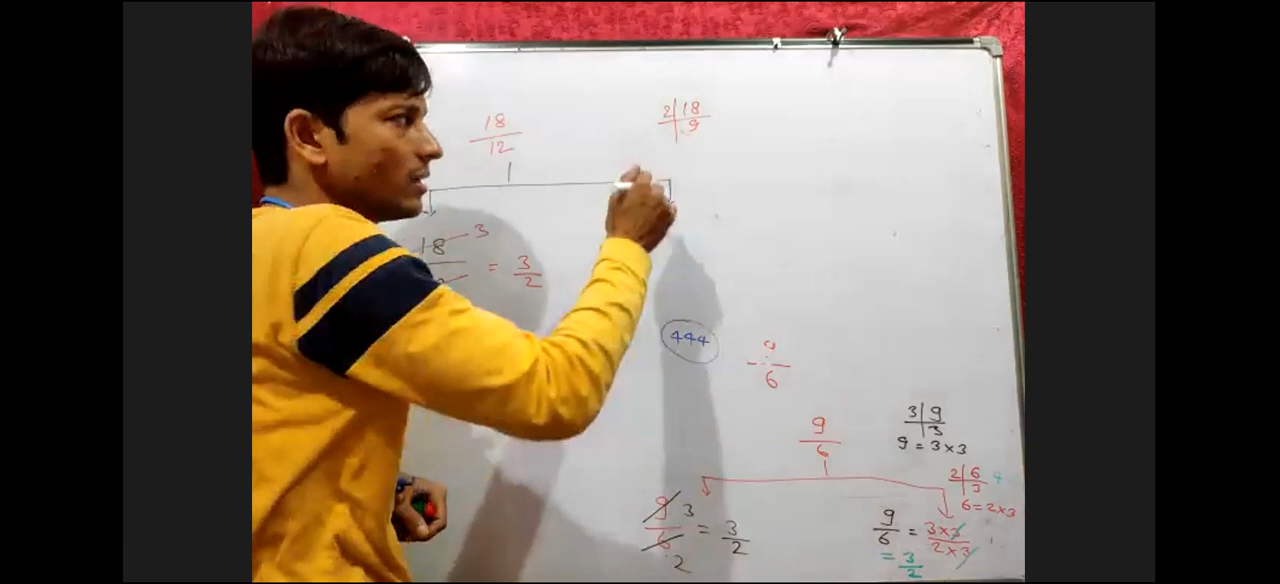 18
12
2 | 18
9
18 3
= 3/2
444
9
6
9
6
3 | 9
3
9 = 3 × 3
2 | 6
3
6 = 2 × 3
9 3
6 = 3/2
2
9/6 = 3 × 3 / 2 × 3
= 3/2